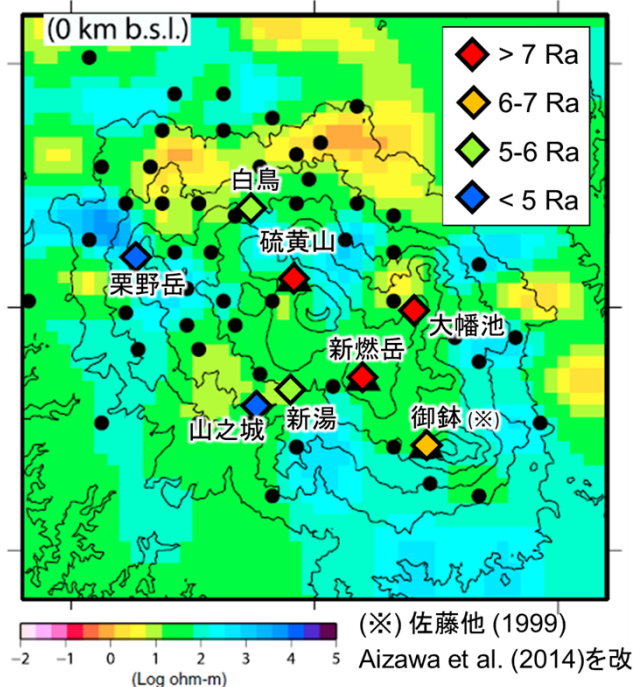 (0 km b.s.l.)
> 7 Ra
6-7 Ra
5-6 Ra
< 5 Ra
白鳥
硫黄山
栗野岳
大幡池
新燃岳
新湯
山之城
御鉢(※)
−2 −1 0 1 2 3 4 5
(Log ohm-m)
(※) 佐藤他 (1999)
Aizawa et al. (2014)を改